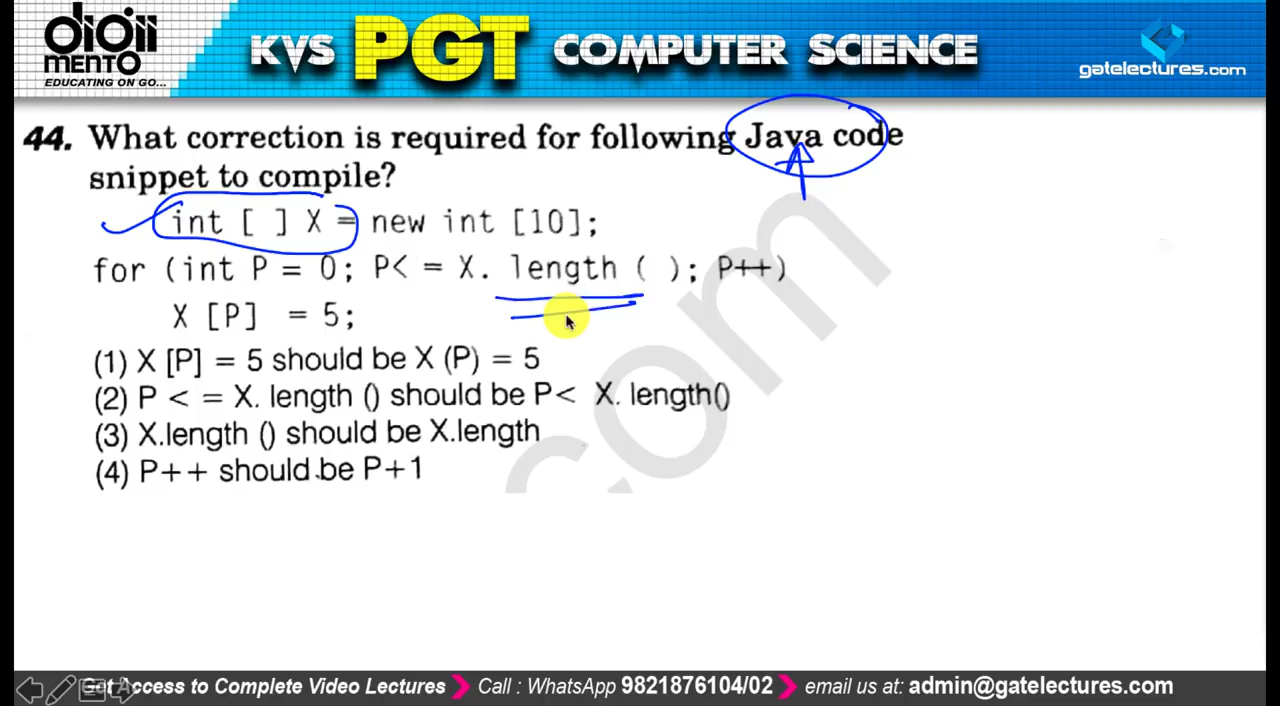 digii
mento
EDUCATING ON GO...
KVS PGT COMPUTER SCIENCE
gatelectures.com
44. What correction is required for following Java code
snippet to compile?
int [ ] X = new int [10];
for (int P = 0; P< = X. length ( ); P++)
X [P] = 5;
(1) X [P] = 5 should be X (P) = 5
(2) P < = X. length () should be P< X. length()
(3) X.length () should be X.length
(4) P++ should be P+1
com
Get Access to Complete Video Lectures Call : WhatsApp 9821876104/02 email us at: admin@gatelectures.com